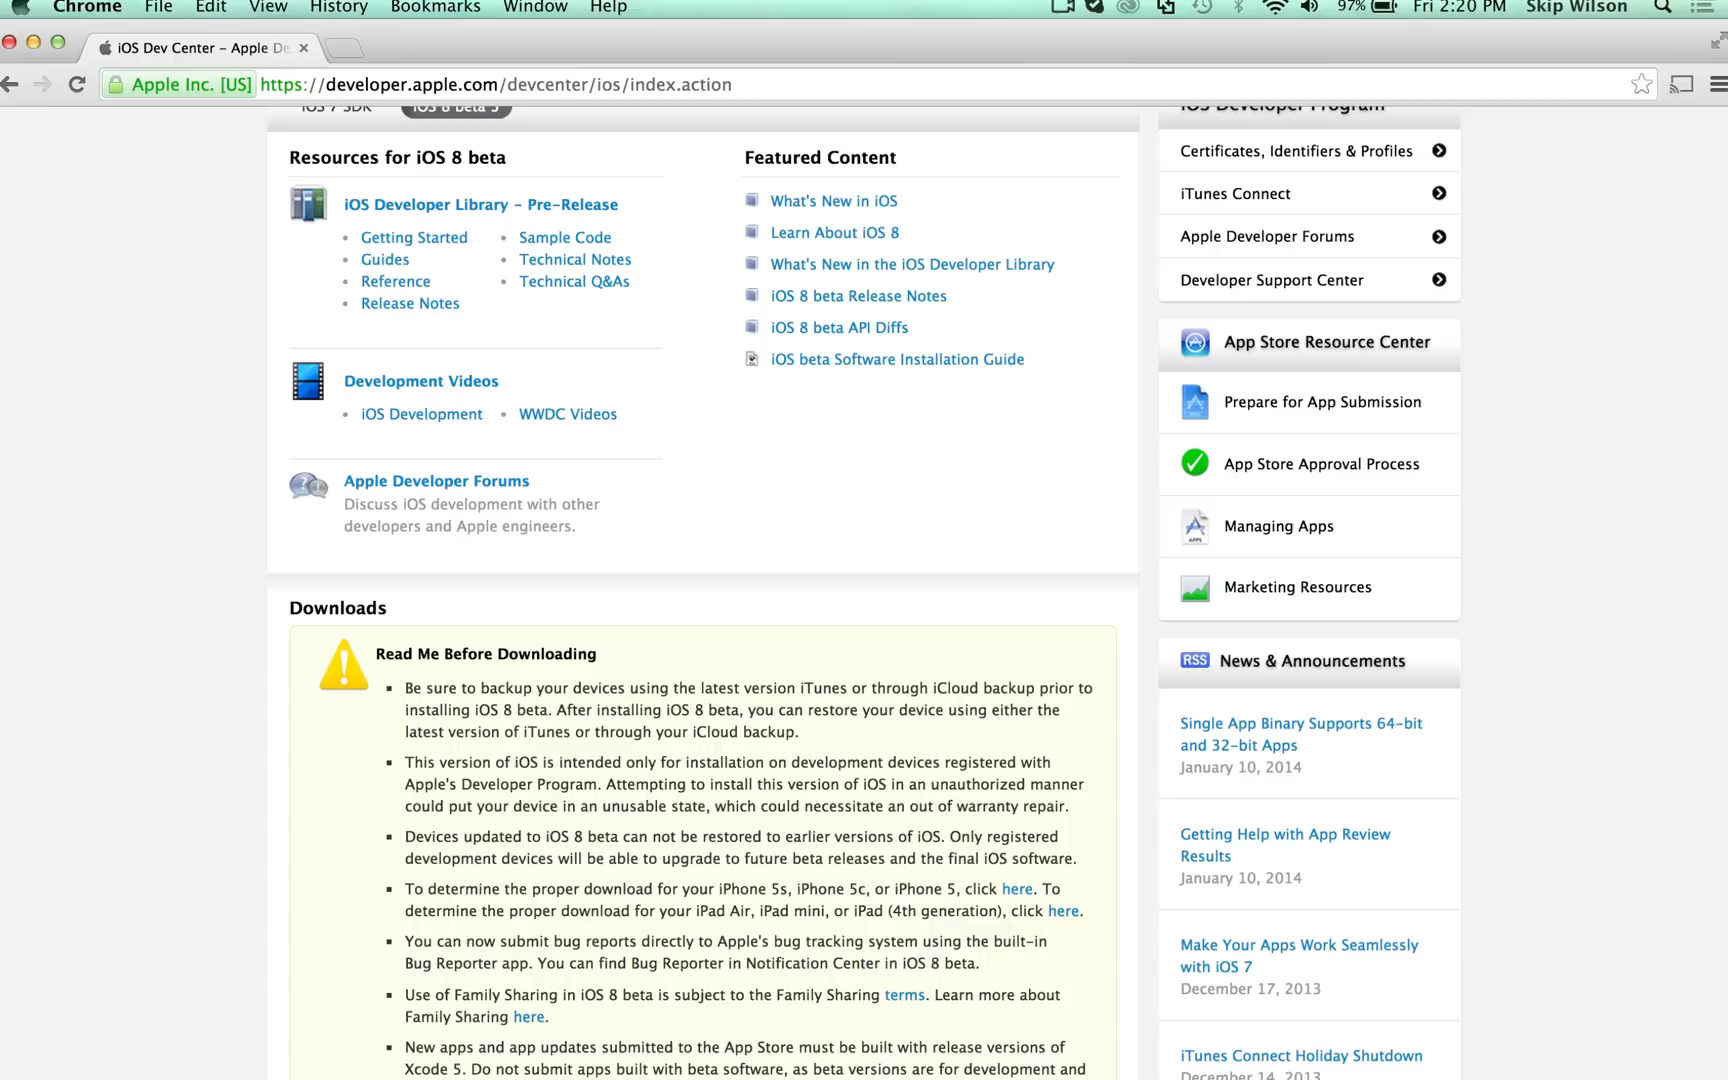 Chrome File Edit View History Bookmarks Window Help 97% Fri 2:20 PM Skip Wilson
iOS Dev Center – Apple De
Apple Inc. [US] https://developer.apple.com/devcenter/ios/index.action
iOS 7 SDK iOS 8 beta
Resources for iOS 8 beta
iOS Developer Library – Pre-Release
Getting Started
Guides
Reference
Release Notes
Sample Code
Technical Notes
Technical Q&As
Development Videos
iOS Development
WWDC Videos
Apple Developer Forums
Discuss iOS development with other
developers and Apple engineers.
Featured Content
What's New in iOS
Learn About iOS 8
What's New in the iOS Developer Library
iOS 8 beta Release Notes
iOS 8 beta API Diffs
iOS beta Software Installation Guide
Downloads
Read Me Before Downloading
Be sure to backup your devices using the latest version iTunes or through iCloud backup prior to
installing iOS 8 beta. After installing iOS 8 beta, you can restore your device using either the
latest version of iTunes or through your iCloud backup.
This version of iOS is intended only for installation on development devices registered with
Apple's Developer Program. Attempting to install this version of iOS in an unauthorized manner
could put your device in an unusable state, which could necessitate an out of warranty repair.
Devices updated to iOS 8 beta can not be restored to earlier versions of iOS. Only registered
development devices will be able to upgrade to future beta releases and the final iOS software.
To determine the proper download for your iPhone 5s, iPhone 5c, or iPhone 5, click here. To
determine the proper download for your iPad Air, iPad mini, or iPad (4th generation), click here.
You can now submit bug reports directly to Apple's bug tracking system using the built-in
Bug Reporter app. You can find Bug Reporter in Notification Center in iOS 8 beta.
Use of Family Sharing in iOS 8 beta is subject to the Family Sharing terms. Learn more about
Family Sharing here.
New apps and app updates submitted to the App Store must be built with release versions of
Xcode 5. Do not submit apps built with beta software, as beta versions are for development and
iOS Developer Program
Certificates, Identifiers & Profiles
iTunes Connect
Apple Developer Forums
Developer Support Center
App Store Resource Center
Prepare for App Submission
App Store Approval Process
APPS
Managing Apps
Marketing Resources
RSS News & Announcements
Single App Binary Supports 64-bit
and 32-bit Apps
January 10, 2014
Getting Help with App Review
Results
January 10, 2014
Make Your Apps Work Seamlessly
with iOS 7
December 17, 2013
iTunes Connect Holiday Shutdown
December 14, 2013